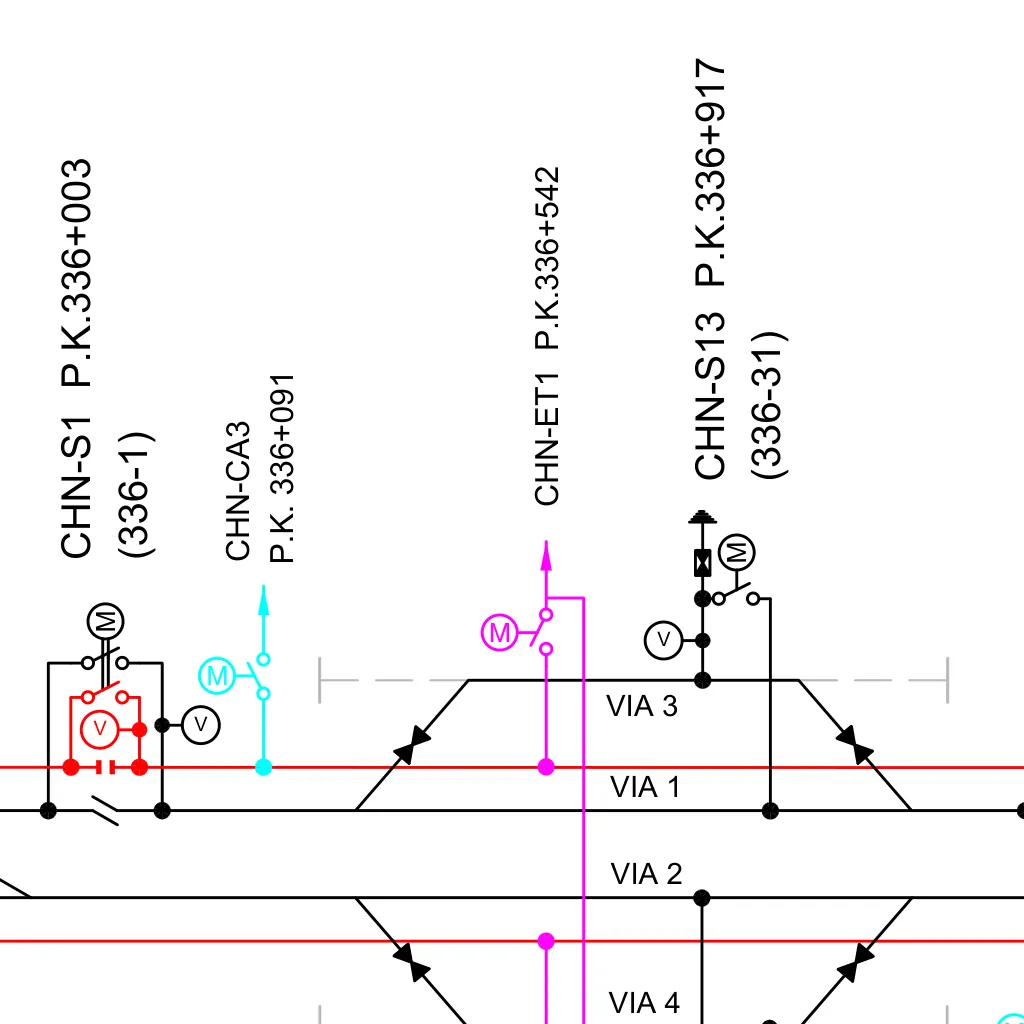 CHN-S1 P.K.336+003
(336-1)
CHN-CA3
P.K. 336+091
CHN-ET1 P.K.336+542
CHN-S13 P.K.336+917
(336-31)
M
M
M
M
V
V
V
VIA 3
VIA 1
VIA 2
VIA 4